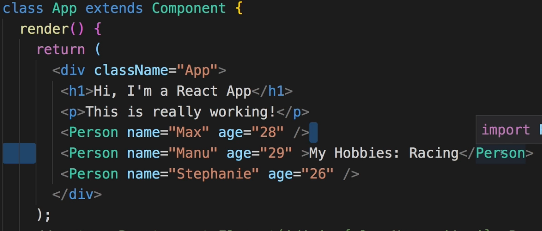 class App extends Component {
render() {
return (
<div className="App">
<h1>Hi, I'm a React App</h1>
<p>This is really working!</p>
<Person name="Max" age="28" />
import
<Person name="Manu" age="29" >My Hobbies: Racing</Person>
<Person name="Stephanie" age="26" />
</div>
);